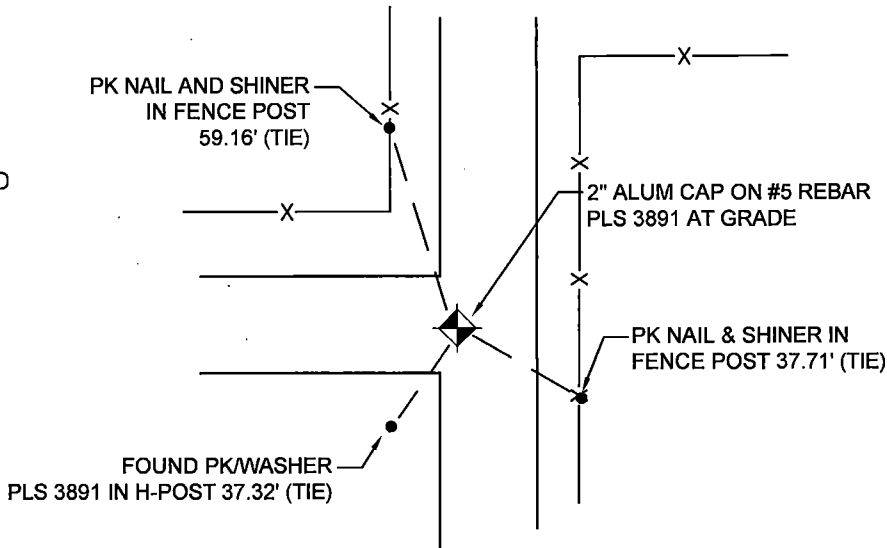 PK NAIL AND SHINER
IN FENCE POST
59.16' (TIE)
2" ALUM CAP ON #5 REBAR
PLS 3891 AT GRADE
PK NAIL & SHINER IN
FENCE POST 37.71' (TIE)
FOUND PK/WASHER
PLS 3891 IN H-POST 37.32' (TIE)